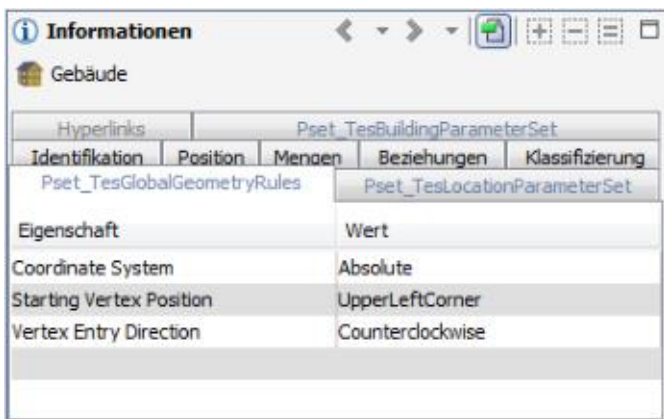 Informationen
Gebäude
Hyperlinks Pset_TesBuildingParameterSet
Identifikation Position Mengen Beziehungen Klassifizierung
Pset_TesGlobalGeometryRules Pset_TesLocationParameterSet
Eigenschaft Wert
Coordinate System Absolute
Starting Vertex Position UpperLeftCorner
Vertex Entry Direction Counterclockwise